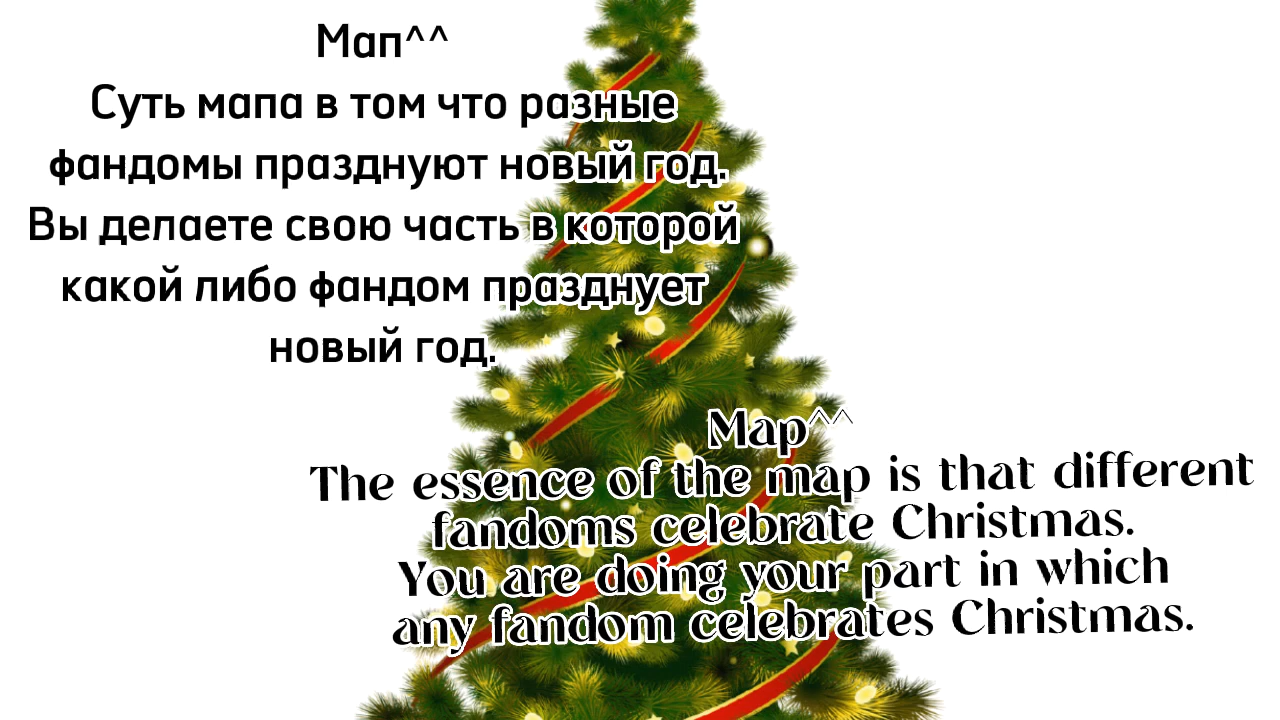 Мап^^
Суть мапа в том что разные
фандомы празднуют новый год.
Вы делаете свою часть в которой
какой либо фандом празднует
новый год.
Map^^
The essence of the map is that different
fandoms celebrate Christmas.
You are doing your part in which
any fandom celebrates Christmas.